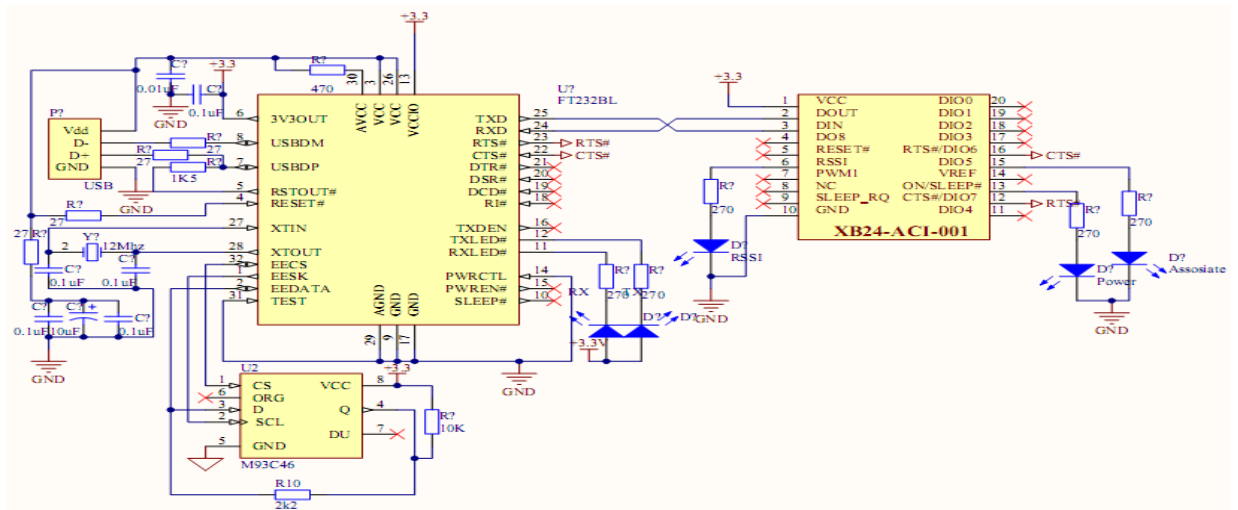 +3.3
R?
470
30
3
26
13
C?
0.01uF
+3.3
C?
0.1uF
GND
AVCC
VCC
VCC
VCCIO
U?
FT232BL
P?
Vdd
D-
D+
GND
USB
R?
R?
27
27
R?
1K5
GND
R?
27
6 3V3OUT
8 USBDM
7 USBDP
5 RSTOUT#
4 RESET#
27 XTIN
28 XTOUT
32 EECS
1 EESK
2 EEDATA
31 TEST
TXD 25
RXD 24
RTS# 23 RTS#
CTS# 22 CTS#
DTR# 21
DSR# 20
DCD# 19
RI# 18
TXDEN 16
TXLED# 12
RXLED# 11
PWRCTL 14
PWREN# 15
SLEEP# 10
AGND
GND
GND
29
9
17
27 R?
2 Y? 12Mhz
C?
0.1uF
C?
0.1uF
C?
0.1uF
C?
10uF
+
C?
0.1uF
GND
R?
270
R?
270
RX
TX
D?
D?
+3.3V
GND
U2
+3.3
1 CS
6 ORG
3 D
2 SCL
5 GND
VCC 8
Q 4
DU 7
M93C46
R?
10K
R10
2k2
+3.3
1 VCC
2 DOUT
3 DIN
4 DO8
5 RESET#
6 RSSI
7 PWM1
8 NC
9 SLEEP_RQ
10 GND
DIO0 20
DIO1 19
DIO2 18
DIO3 17
RTS#/DIO6 16 CTS#
DIO5 15
VREF 14
ON/SLEEP# 13
CTS#/DIO7 12 RTS#
DIO4 11
XB24-ACI-001
R?
270
D?
RSSI
GND
R?
270
R?
270
D?
Power
D?
Assosiate
GND